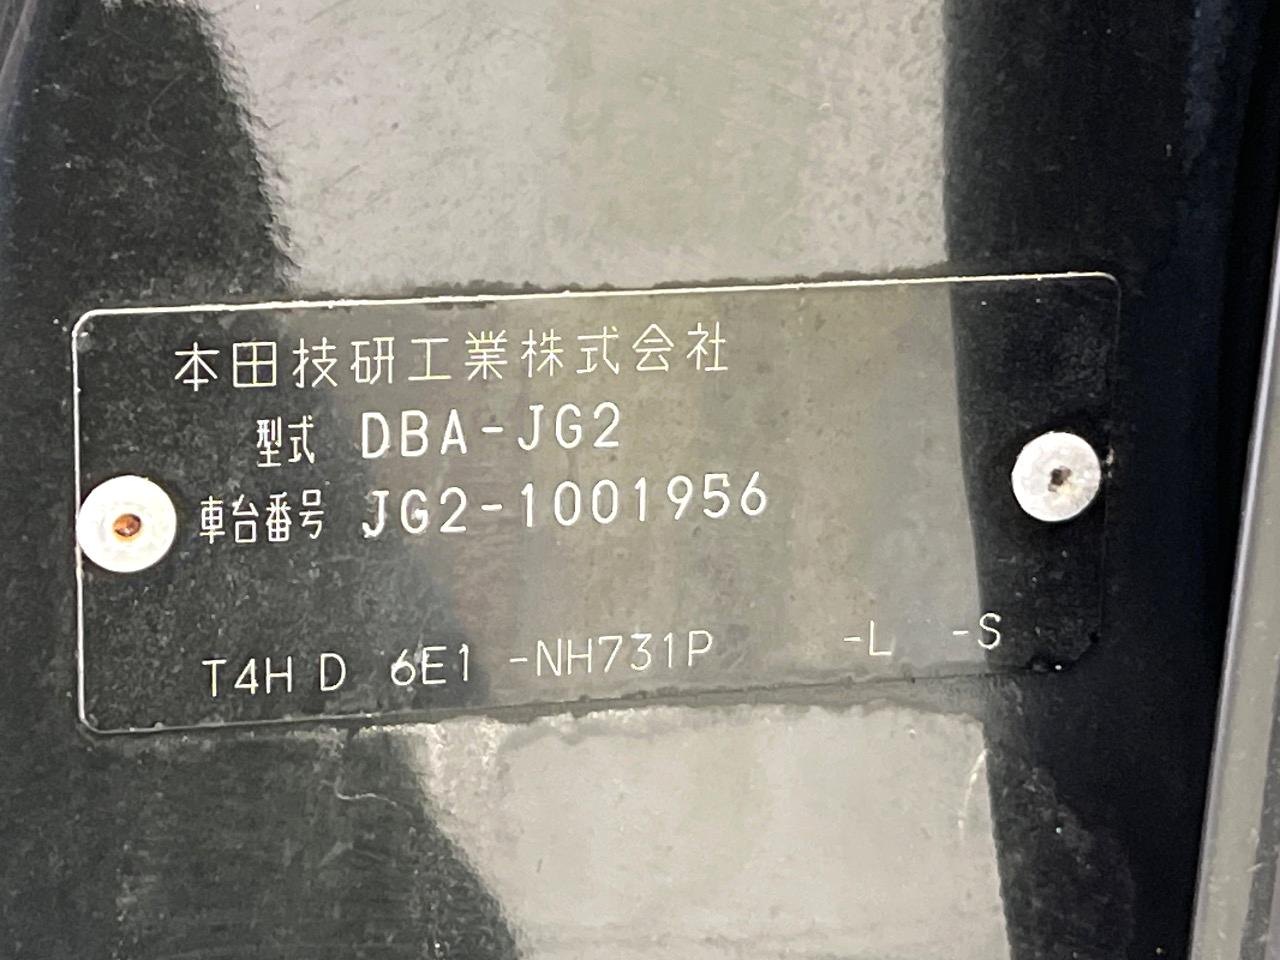 本田技研工業株式会社
型式 DBA-JG2
車台番号 JG2-1001956
T4H D 6E1 -NH731P -L -S